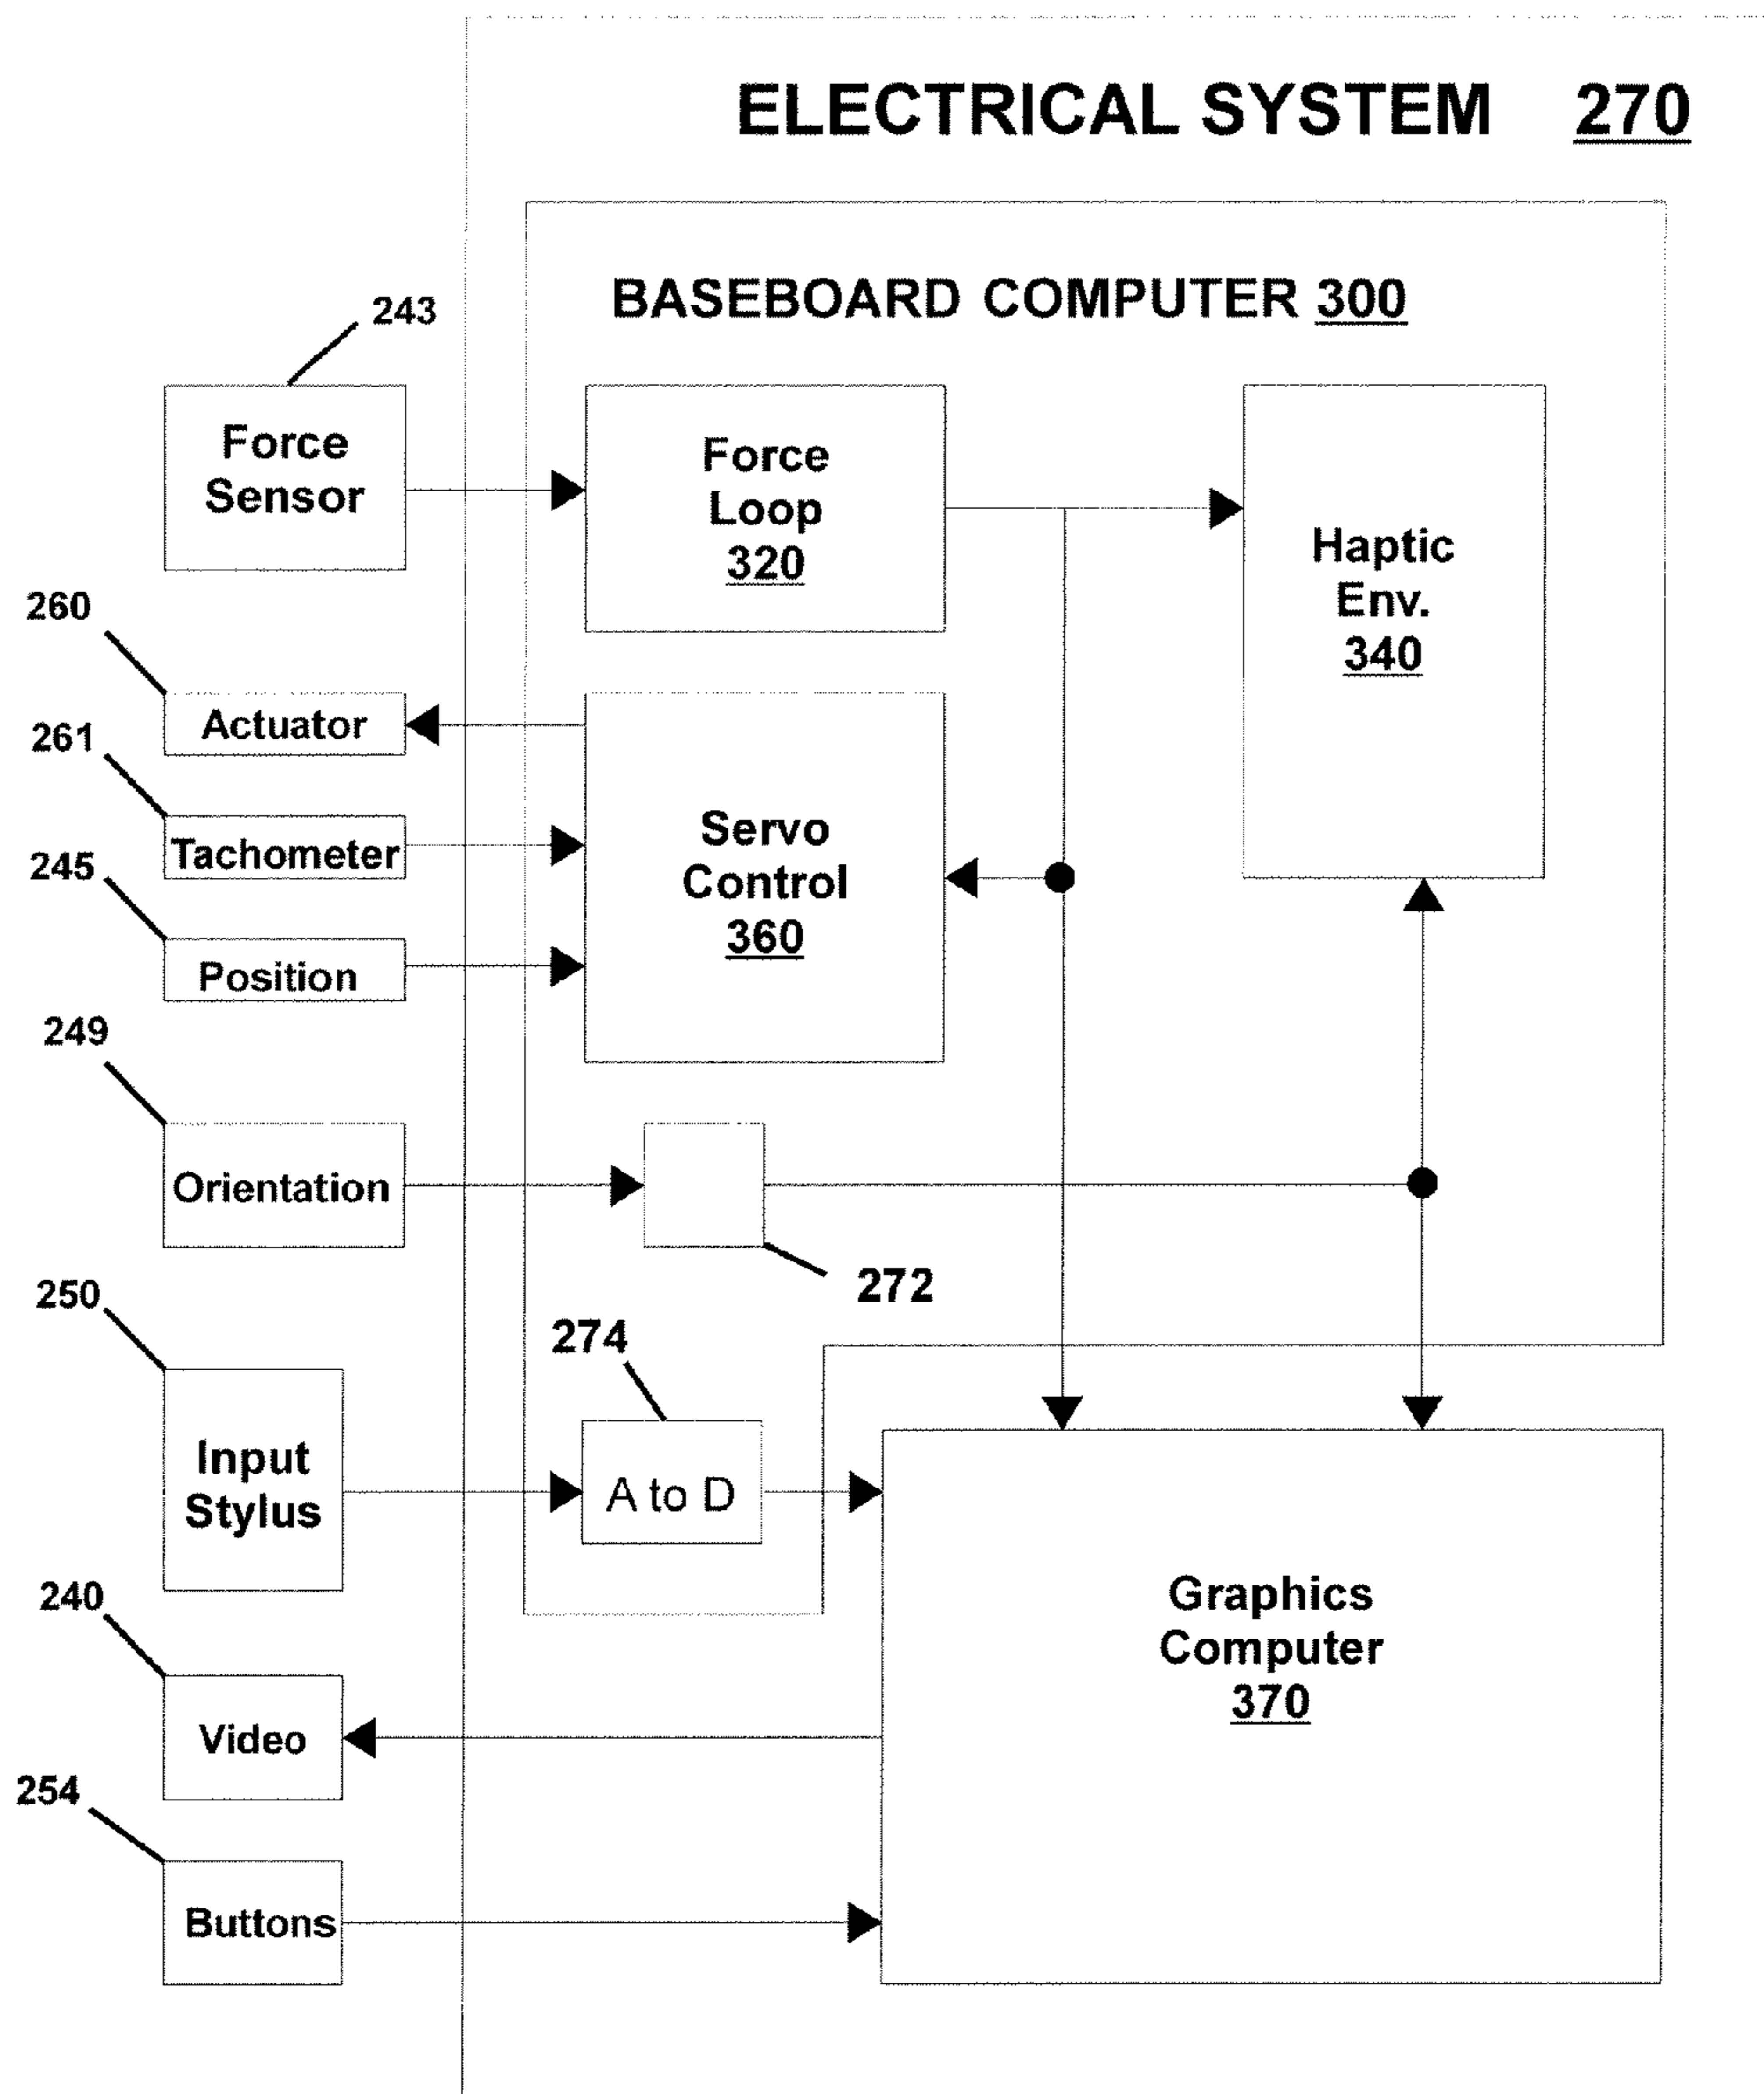 ELECTRICAL SYSTEM 270
BASEBOARD COMPUTER 300
243
Force
Sensor
Force
Loop
320
Haptic
Env.
340
260
Actuator
261
Tachometer
245
Position
Servo
Control
360
249
Orientation
272
250
Input
Stylus
274
A to D
Graphics
Computer
370
240
Video
254
Buttons